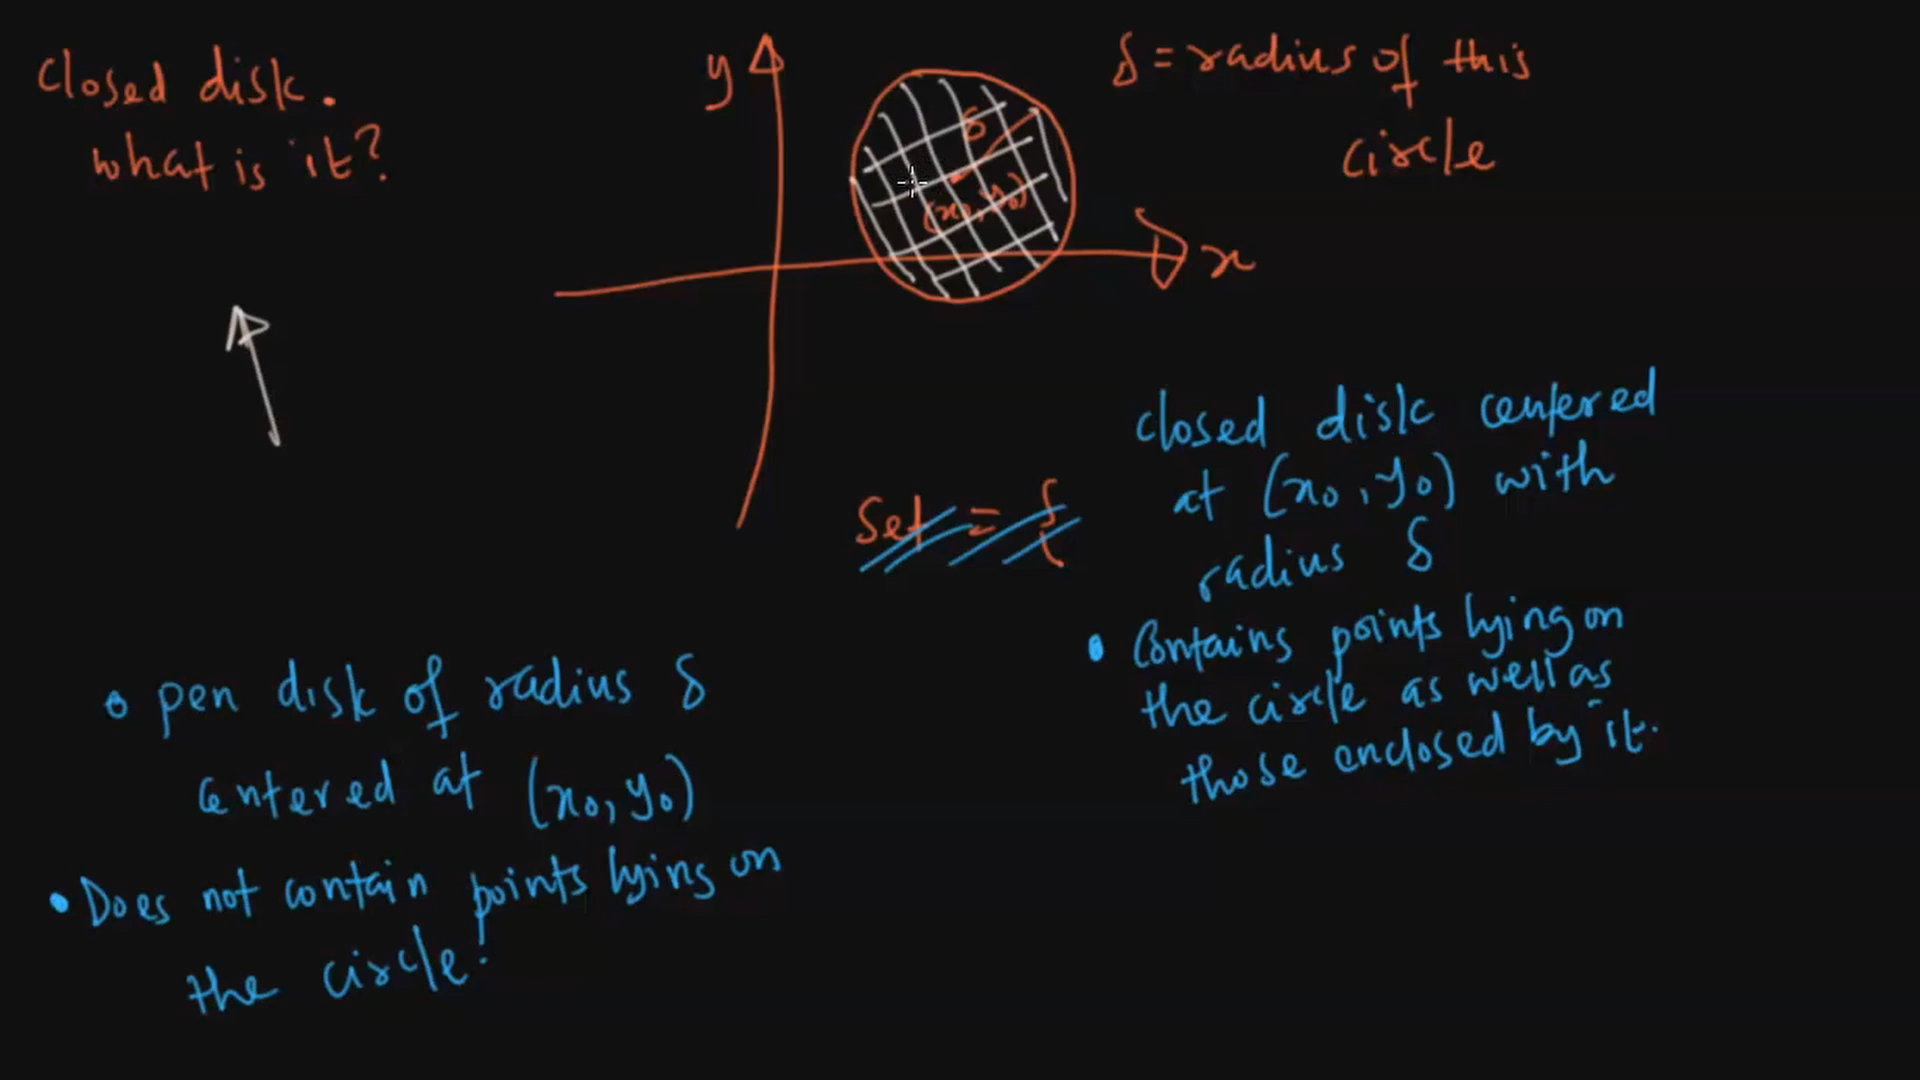 closed disk.
what is it?
y
δ = radius of this
circle
δ
(x₀, y₀)
x
closed disk centered
at (x₀, y₀) with
radius δ
Set = {
• Contains points lying on
the circle as well as
those enclosed by it.
open disk of radius δ
centered at (x₀, y₀)
• Does not contain points lying on
the circle!